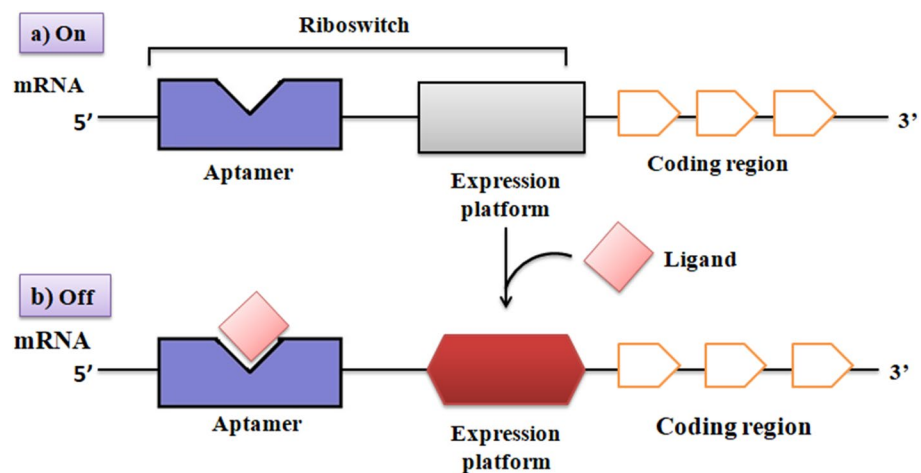 a) On
Riboswitch
mRNA
5’
3’
Aptamer
Expression
platform
Coding region
Ligand
b) Off
mRNA
5’
3’
Aptamer
Expression
platform
Coding region